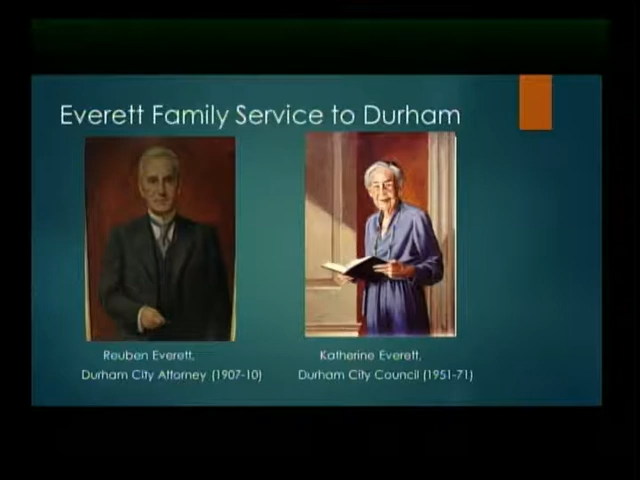 Everett Family Service to Durham
Reuben Everett,
Durham City Attorney (1907-10)
Katherine Everett,
Durham City Council (1951-71)